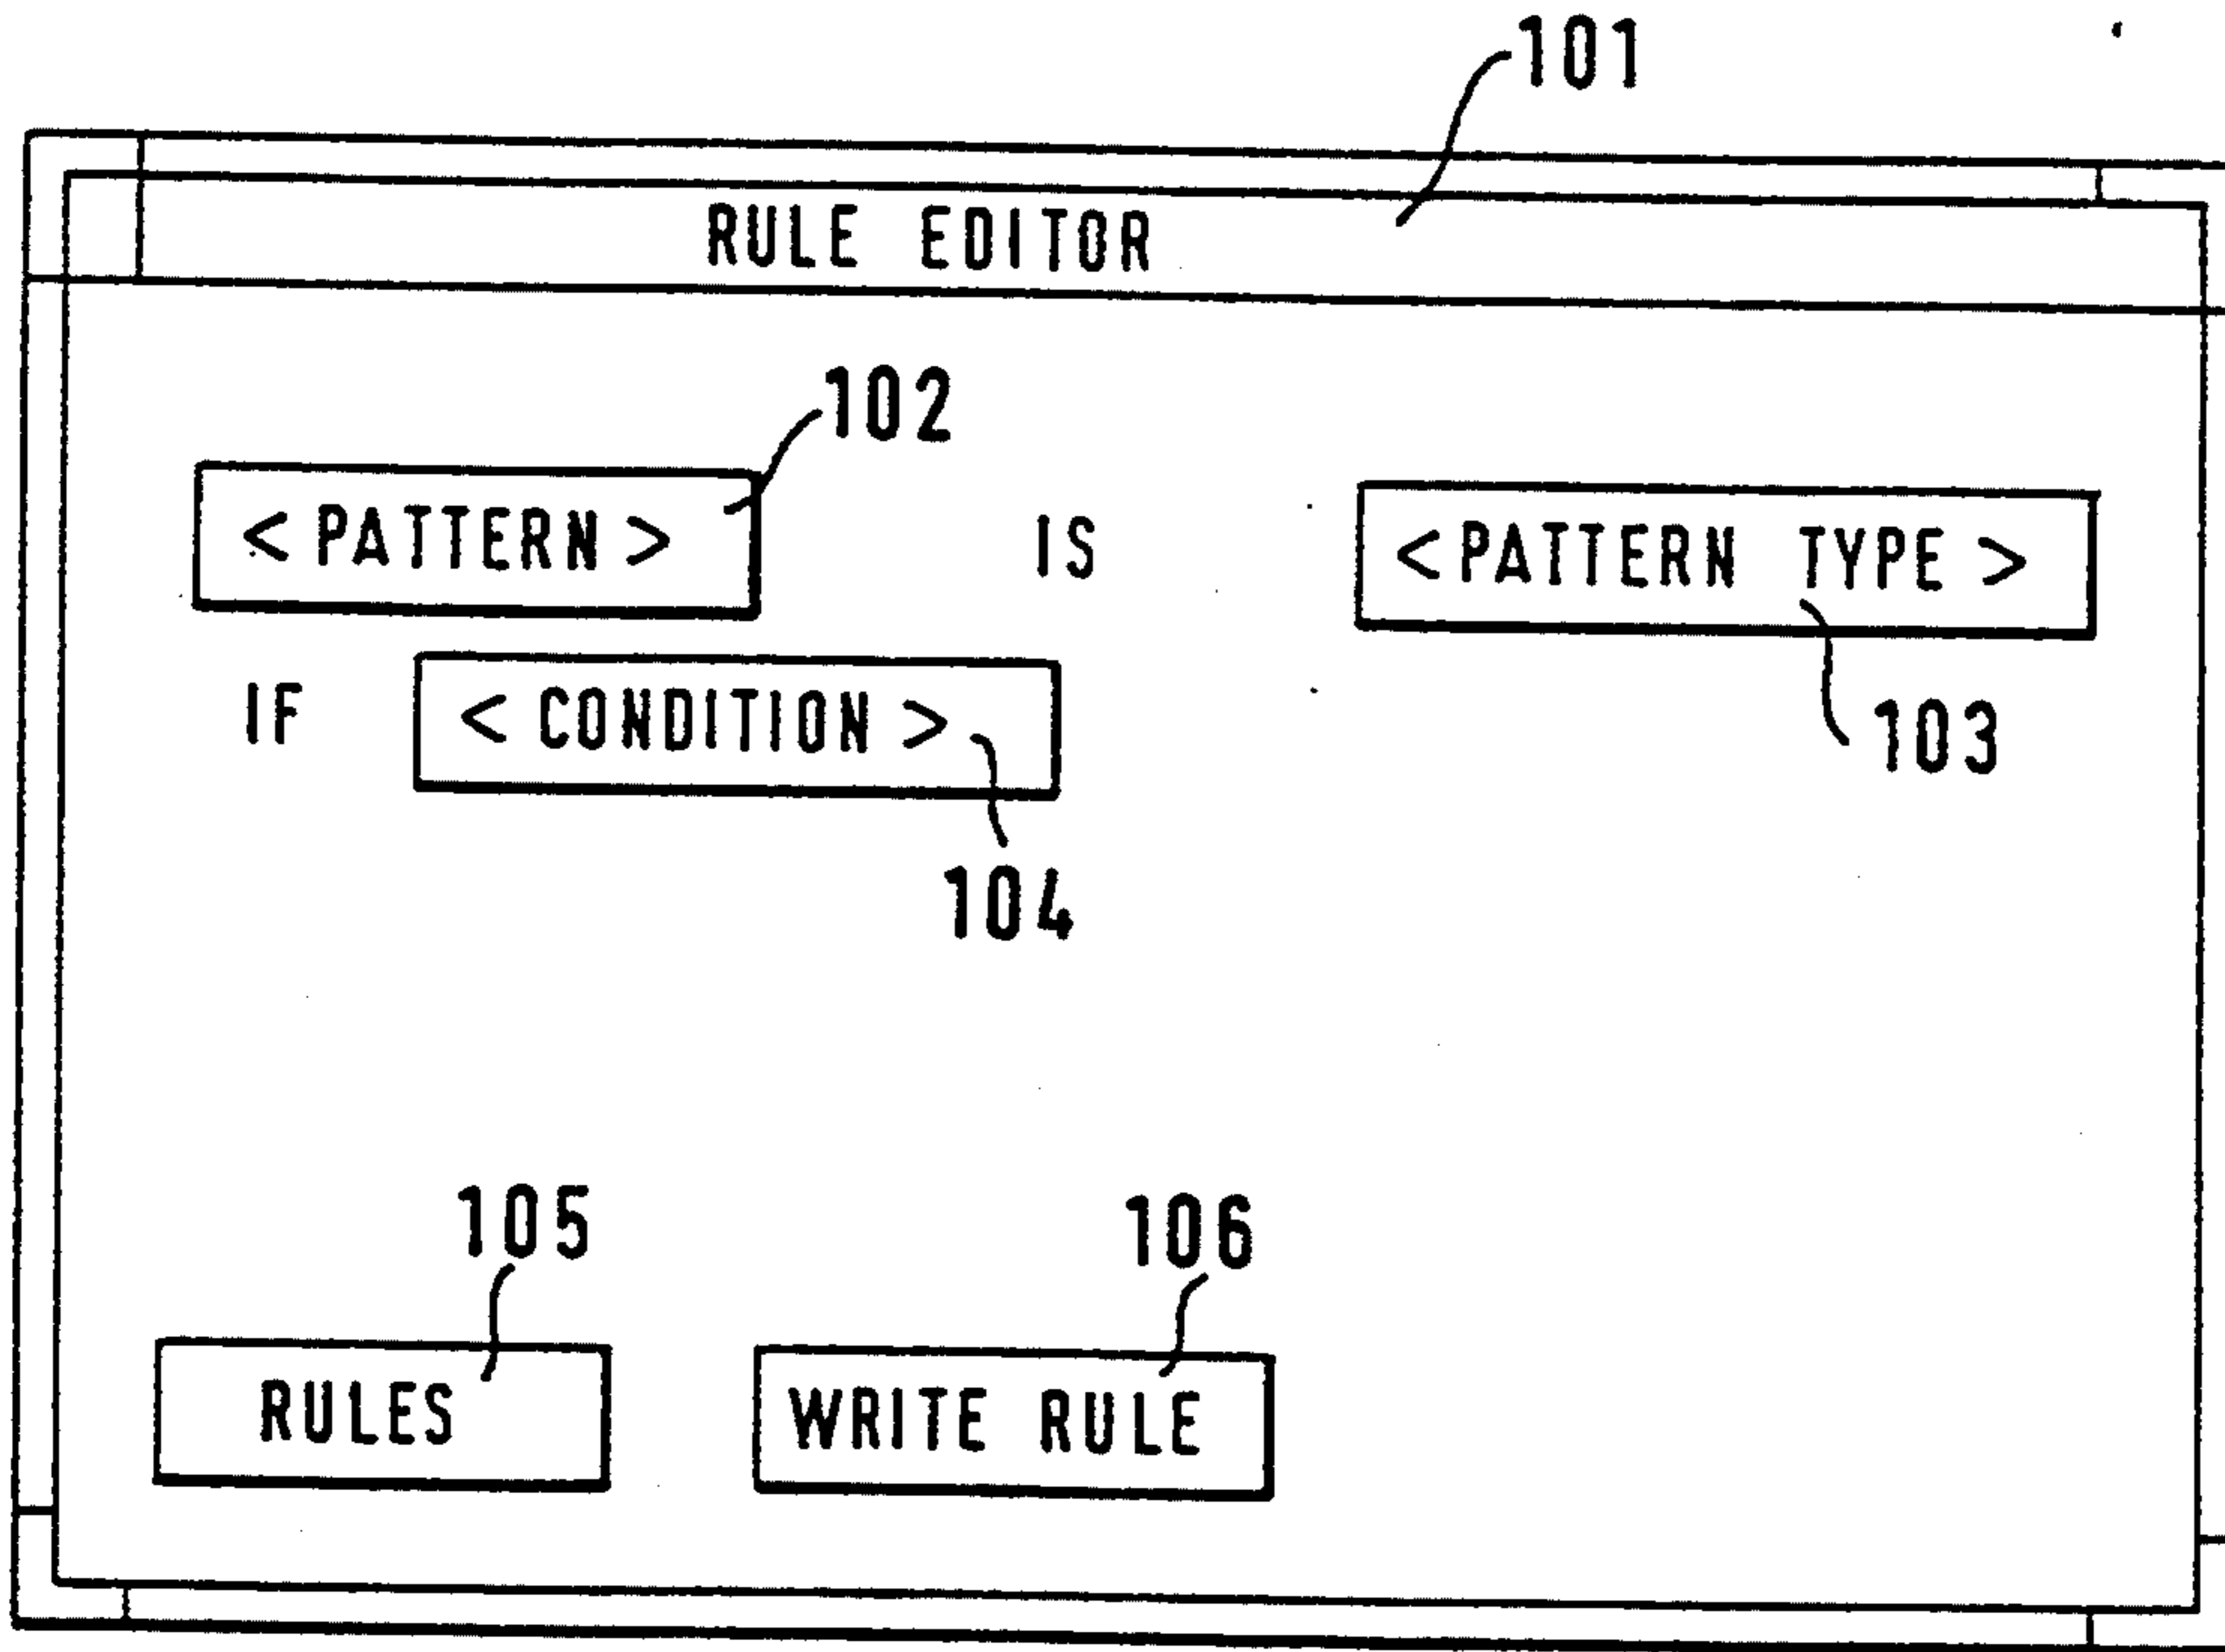 101
RULE EDITOR
102
< PATTERN > IS < PATTERN TYPE >
IF < CONDITION >
103
104
105 106
RULES WRITE RULE